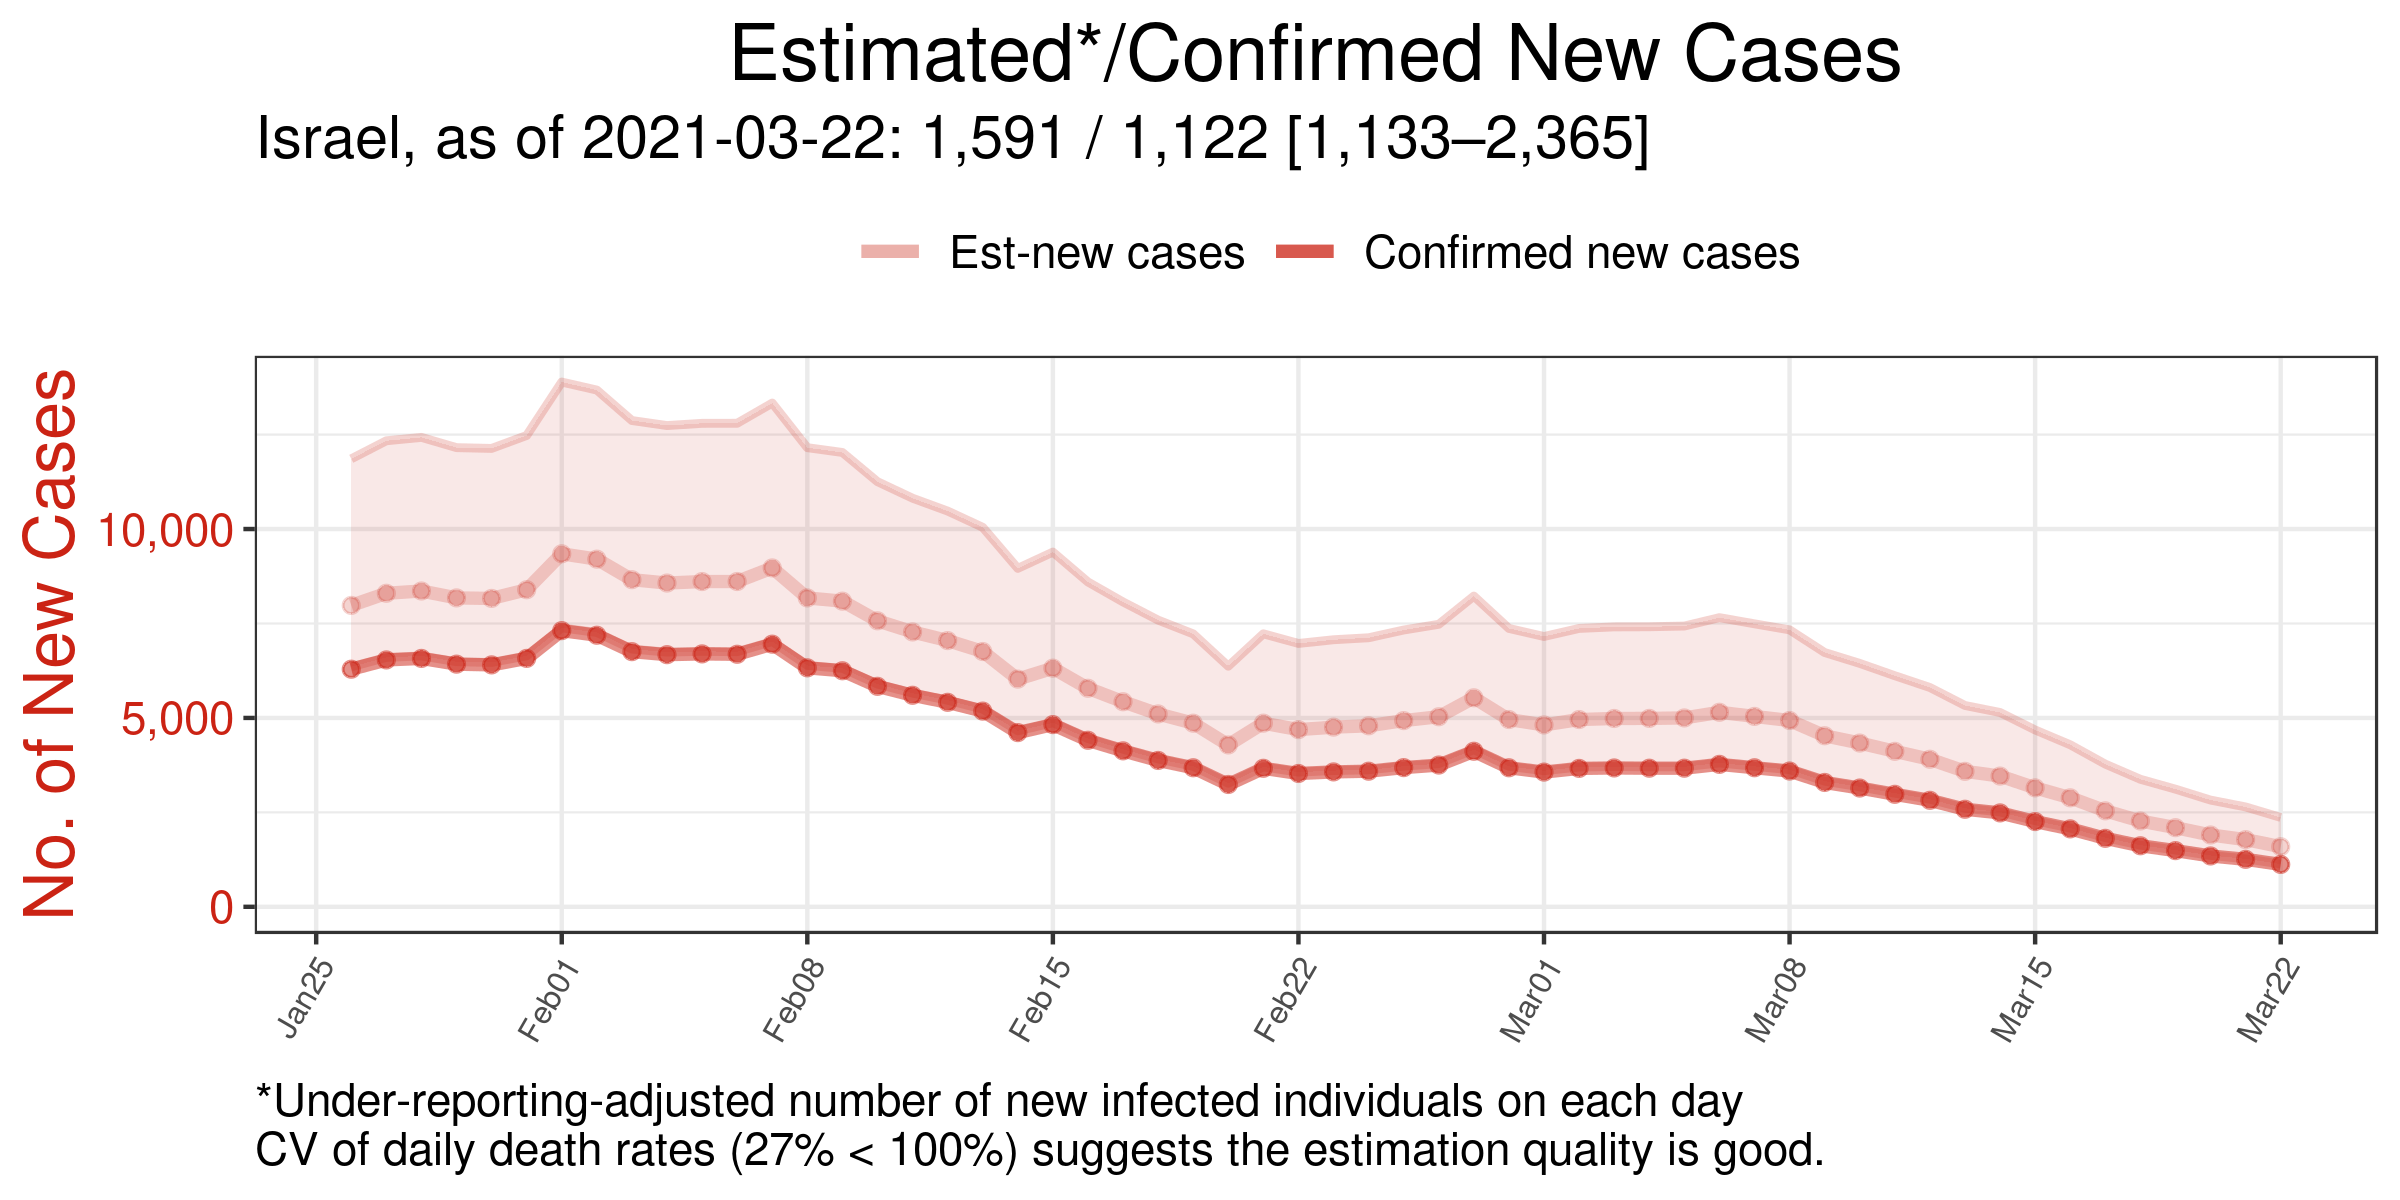 Estimated*/Confirmed New Cases
Israel, as of 2021-03-22: 1,591 / 1,122 [1,133–2,365]
Est-new cases Confirmed new cases
No. of New Cases
10,000
5,000
0
Jan25 Feb01 Feb08 Feb15 Feb22 Mar01 Mar08 Mar15 Mar22
*Under-reporting-adjusted number of new infected individuals on each day
CV of daily death rates (27% < 100%) suggests the estimation quality is good.